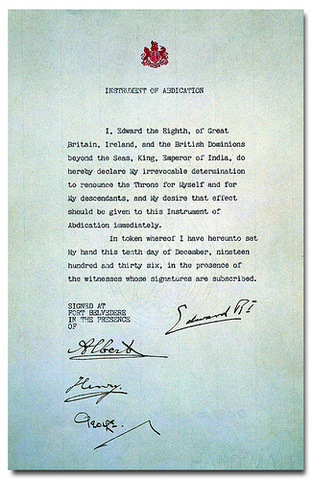 INSTRUMENT OF ABDICATION
I, Edward the Eighth, of Great
Britain, Ireland, and the British Dominions
beyond the Seas, King, Emperor of India, do
hereby declare My irrevocable determination
to renounce the Throne for Myself and for
My descendants, and My desire that effect
should be given to this Instrument of
Abdication immediately.
In token whereof I have hereunto set
My hand this tenth day of December, nineteen
hundred and thirty six, in the presence of
the witnesses whose signatures are subscribed.
SIGNED AT
FORT BELVEDERE
IN THE PRESENCE
OF
Edward RI
Albert
Henry.
George.